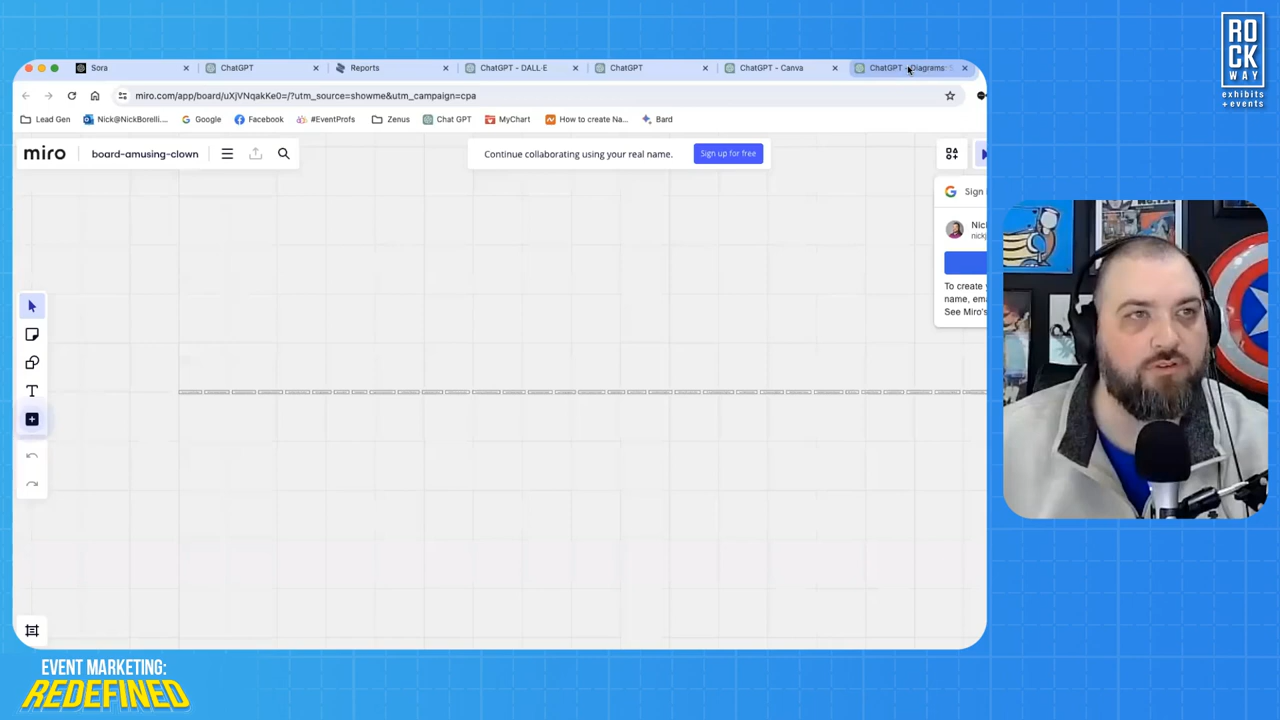 RO
CK
WAY
exhibits
+events
Sora
ChatGPT
Reports
ChatGPT - DALL·E
ChatGPT
ChatGPT - Canva
ChatGPT - Diagrams
miro.com/app/board/uXjVNqakKe0=/?utm_source=showme&utm_campaign=cpa
Lead Gen
Nick@NickBorelli...
Google
Facebook
#EventProfs
Zenus
Chat GPT
MyChart
How to create Na...
Bard
miro
board-amusing-clown
Continue collaborating using your real name.
Sign up for free
Sign
To create
name, ema
See Miro's
T
EVENT MARKETING:
REDEFINED